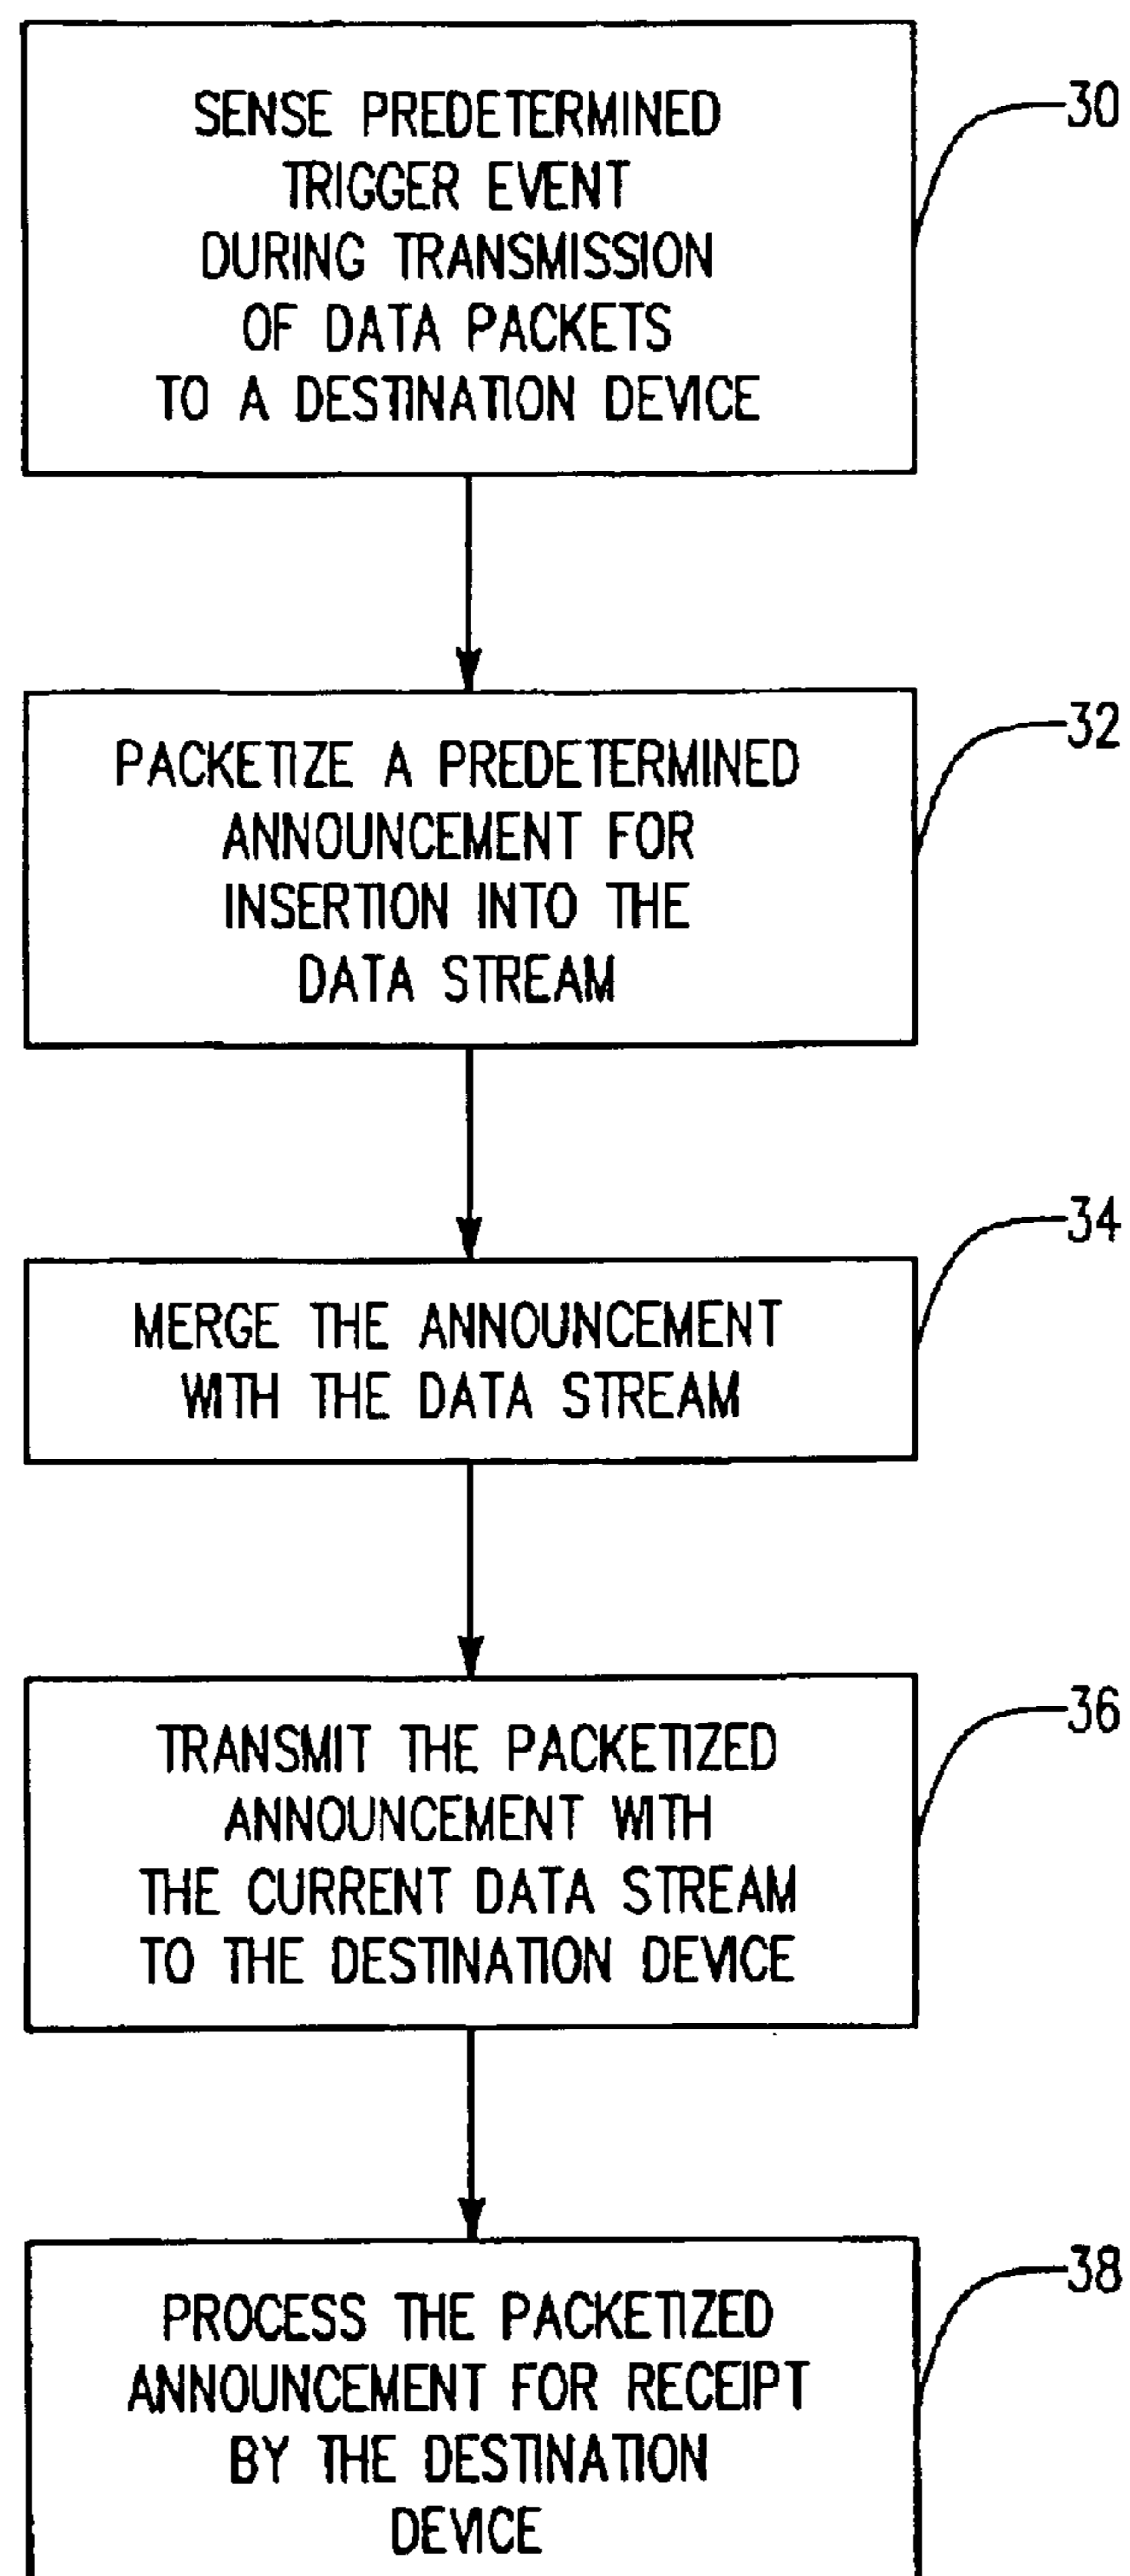 SENSE PREDETERMINED
TRIGGER EVENT
DURING TRANSMISSION
OF DATA PACKETS
TO A DESTINATION DEVICE
30
PACKETIZE A PREDETERMINED
ANNOUNCEMENT FOR
INSERTION INTO THE
DATA STREAM
32
MERGE THE ANNOUNCEMENT
WITH THE DATA STREAM
34
TRANSMIT THE PACKETIZED
ANNOUNCEMENT WITH
THE CURRENT DATA STREAM
TO THE DESTINATION DEVICE
36
PROCESS THE PACKETIZED
ANNOUNCEMENT FOR RECEIPT
BY THE DESTINATION
DEVICE
38